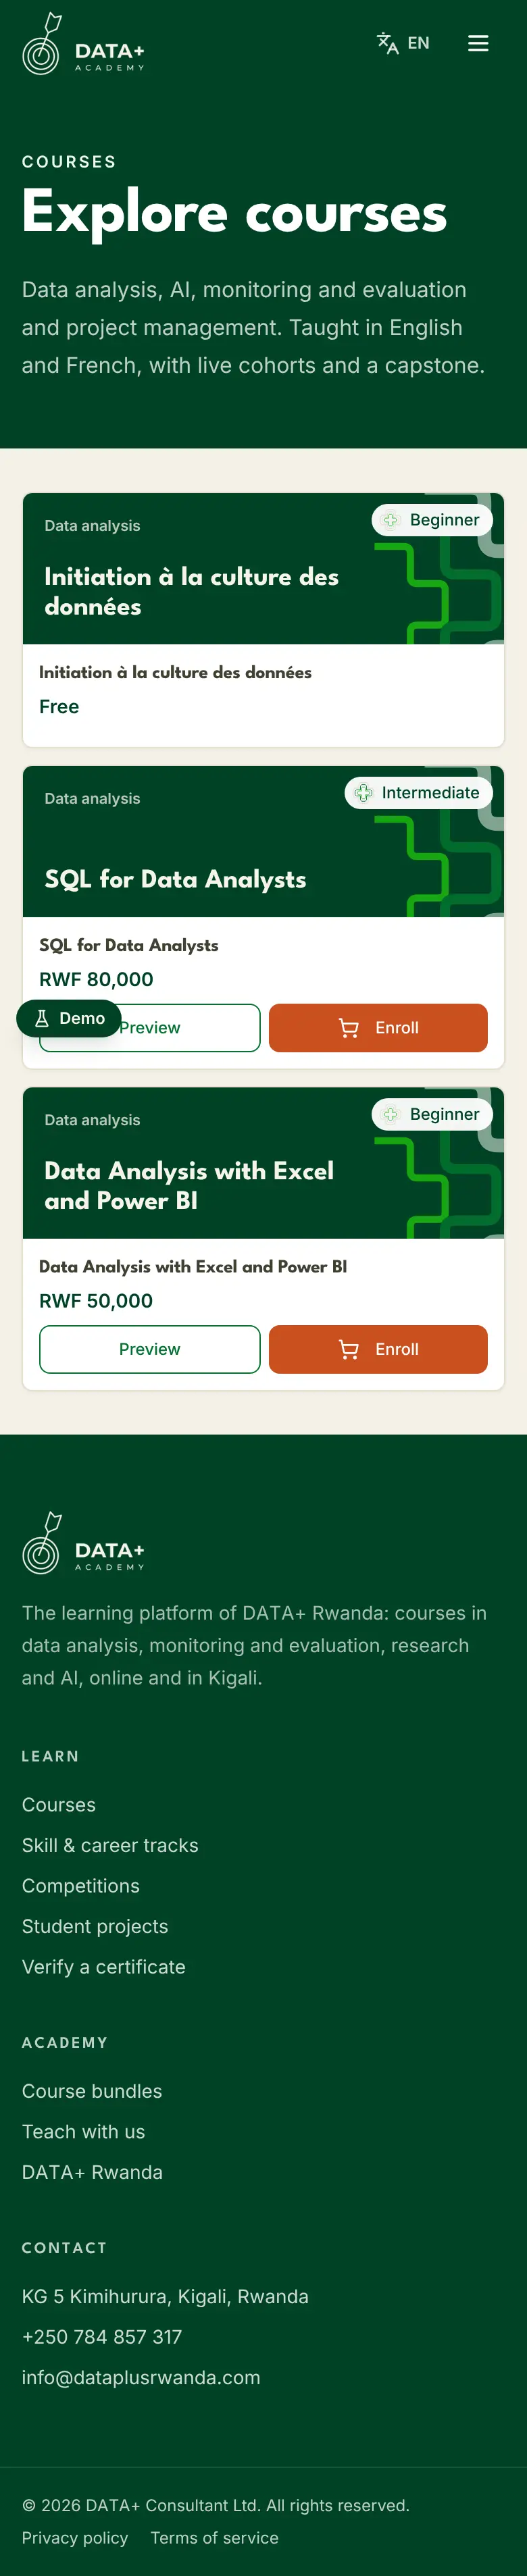 DATA+
ACADEMY
EN
COURSES
Explore courses
Data analysis, AI, monitoring and evaluation
and project management. Taught in English
and French, with live cohorts and a capstone.
Data analysis
Beginner
Initiation à la culture des
données
Initiation à la culture des données
Free
Data analysis
Intermediate
SQL for Data Analysts
SQL for Data Analysts
RWF 80,000
Demo
Preview
Enroll
Data analysis
Beginner
Data Analysis with Excel
and Power BI
Data Analysis with Excel and Power BI
RWF 50,000
Preview
Enroll
DATA+
ACADEMY
The learning platform of DATA+ Rwanda: courses in
data analysis, monitoring and evaluation, research
and AI, online and in Kigali.
LEARN
Courses
Skill & career tracks
Competitions
Student projects
Verify a certificate
ACADEMY
Course bundles
Teach with us
DATA+ Rwanda
CONTACT
KG 5 Kimihurura, Kigali, Rwanda
+250 784 857 317
info@dataplusrwanda.com
© 2026 DATA+ Consultant Ltd. All rights reserved.
Privacy policy Terms of service